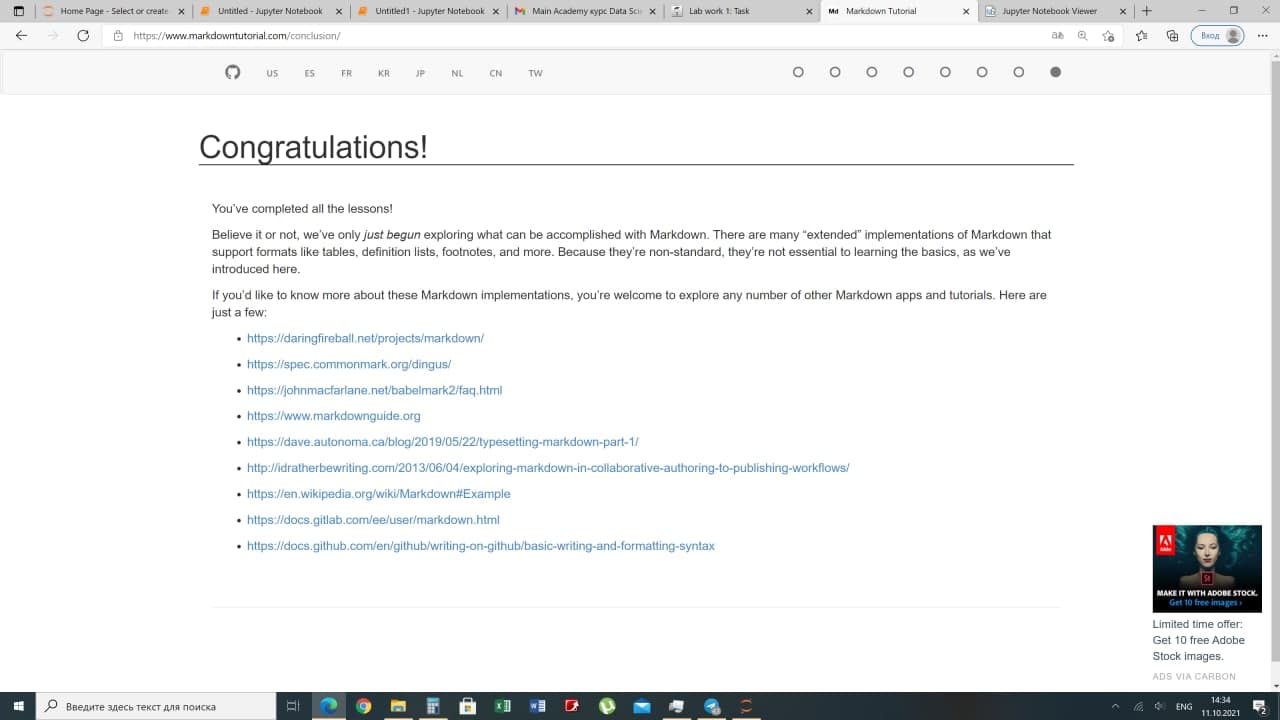 Home Page - Select or create
Untitled - Jupyter Notebook
Untitled1 - Jupyter Notebook
Main Academy курс Data Sci
Lab work 1: Task
Md Markdown Tutorial
Jupyter Notebook Viewer
https://www.markdowntutorial.com/conclusion/
Вход
US ES FR KR JP NL CN TW
Congratulations!
You’ve completed all the lessons!
Believe it or not, we’ve only just begun exploring what can be accomplished with Markdown. There are many “extended” implementations of Markdown that
support formats like tables, definition lists, footnotes, and more. Because they’re non-standard, they’re not essential to learning the basics, as we’ve
introduced here.
If you’d like to know more about these Markdown implementations, you’re welcome to explore any number of other Markdown apps and tutorials. Here are
just a few:
• https://daringfireball.net/projects/markdown/
• https://spec.commonmark.org/dingus/
• https://johnmacfarlane.net/babelmark2/faq.html
• https://www.markdownguide.org
• https://dave.autonoma.ca/blog/2019/05/22/typesetting-markdown-part-1/
• http://idratherbewriting.com/2013/06/04/exploring-markdown-in-collaborative-authoring-to-publishing-workflows/
• https://en.wikipedia.org/wiki/Markdown#Example
• https://docs.gitlab.com/ee/user/markdown.html
• https://docs.github.com/en/github/writing-on-github/basic-writing-and-formatting-syntax
Adobe
St
MAKE IT WITH ADOBE STOCK.
Get 10 free images ›
Limited time offer:
Get 10 free Adobe
Stock images.
ADS VIA CARBON
Введите здесь текст для поиска
ENG
14:34
11.10.2021
2